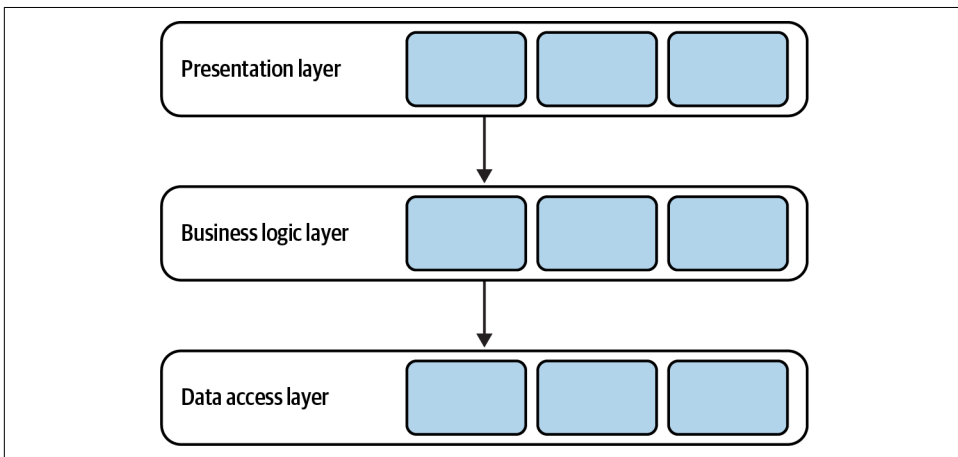 Presentation layer
Business logic layer
Data access layer